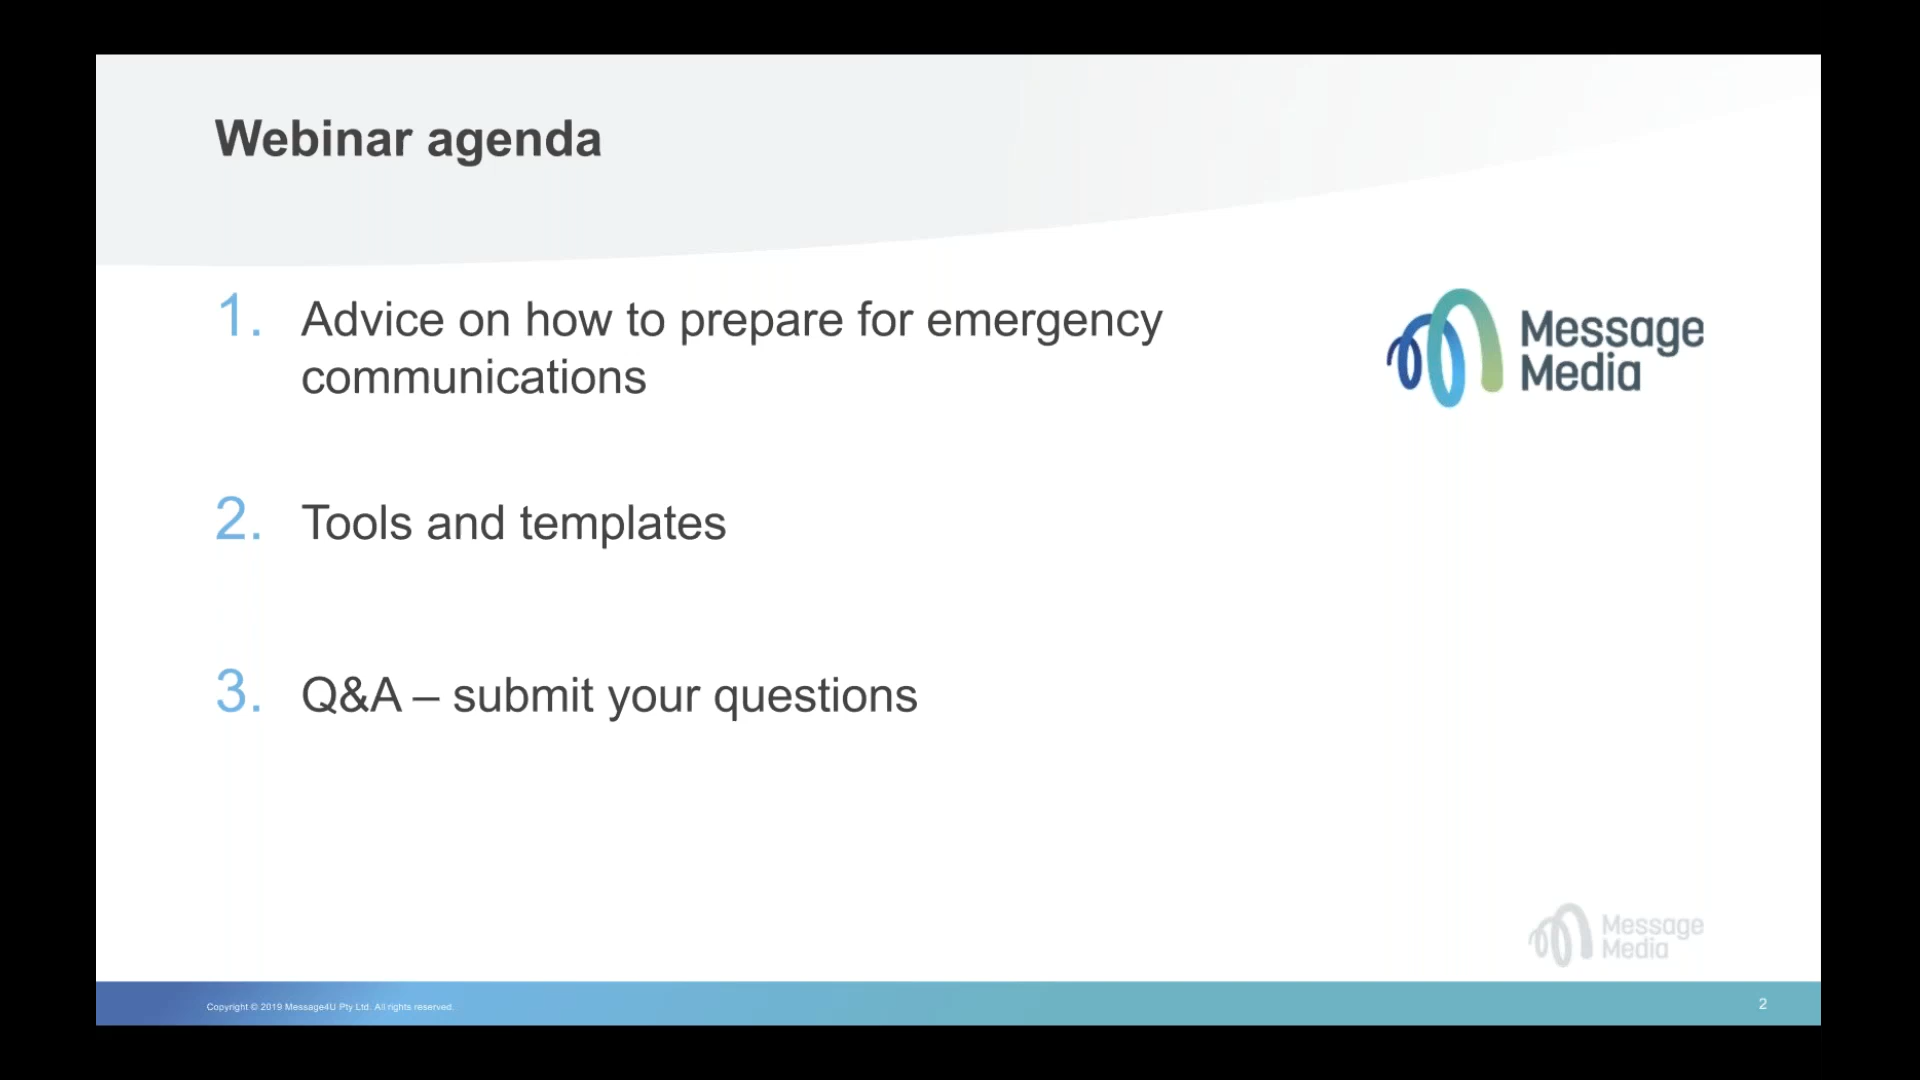 Webinar agenda
1. Advice on how to prepare for emergency
communications
Message
Media
2. Tools and templates
3. Q&A – submit your questions
Message
Media
Copyright © 2019 Message4U Pty Ltd. All rights reserved.
2